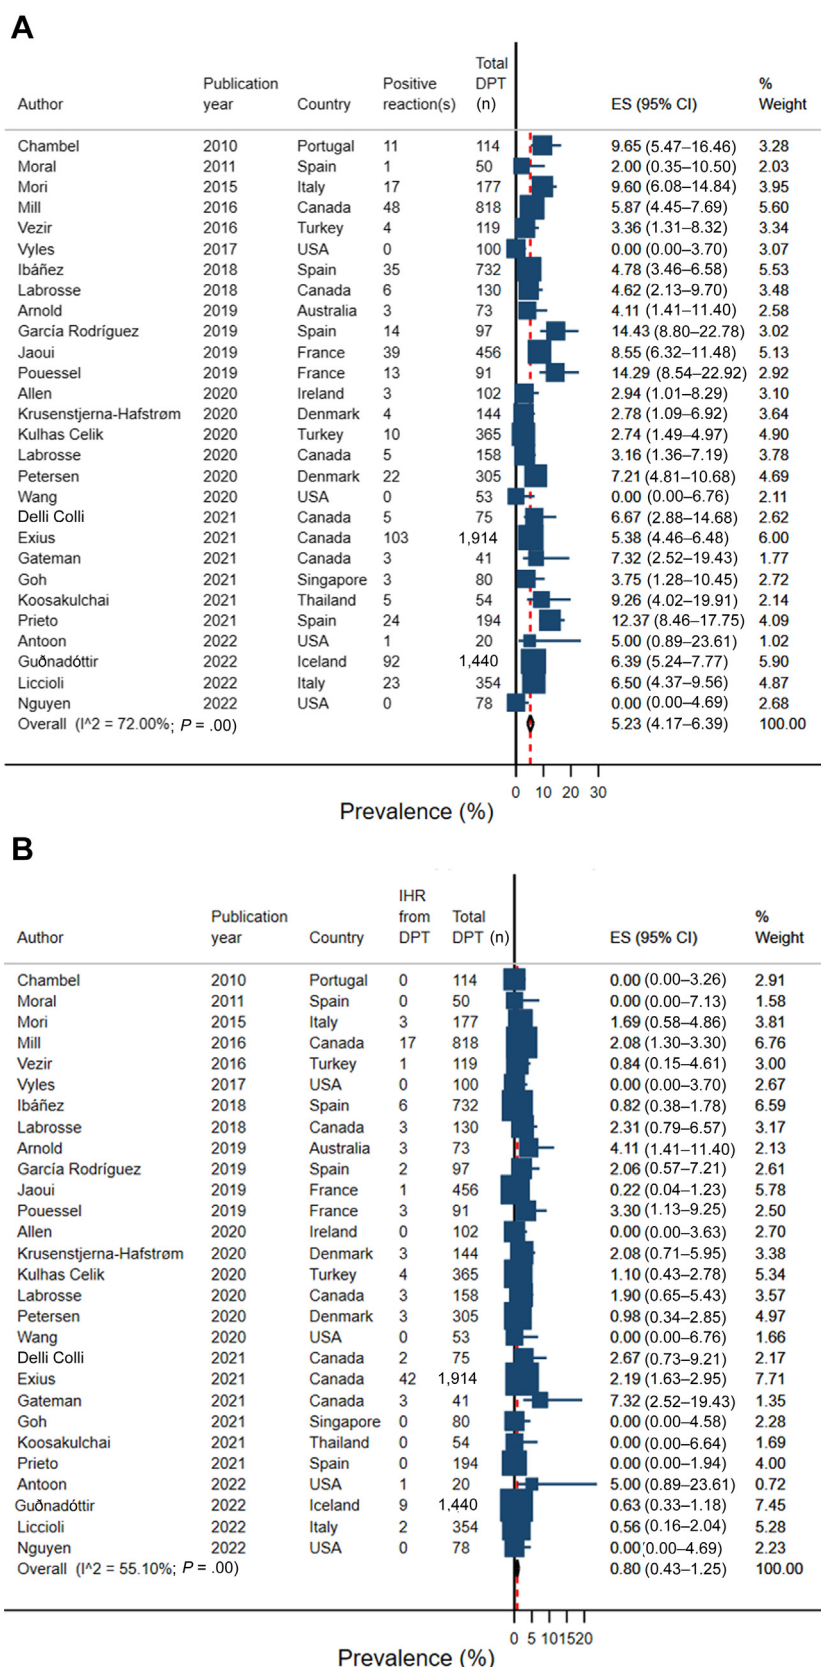 A
Author Publication year Country Positive reaction(s) Total DPT (n) ES (95% CI) % Weight
Chambel 2010 Portugal 11 114 9.65 (5.47–16.46) 3.28
Moral 2011 Spain 1 50 2.00 (0.35–10.50) 2.03
Mori 2015 Italy 17 177 9.60 (6.08–14.84) 3.95
Mill 2016 Canada 48 818 5.87 (4.45–7.69) 5.60
Vezir 2016 Turkey 4 119 3.36 (1.31–8.32) 3.34
Vyles 2017 USA 0 100 0.00 (0.00–3.70) 3.07
Ibáñez 2018 Spain 35 732 4.78 (3.46–6.58) 5.53
Labrosse 2018 Canada 6 130 4.62 (2.13–9.70) 3.48
Arnold 2019 Australia 3 73 4.11 (1.41–11.40) 2.58
García Rodríguez 2019 Spain 14 97 14.43 (8.80–22.78) 3.02
Jaoui 2019 France 39 456 8.55 (6.32–11.48) 5.13
Pouessel 2019 France 13 91 14.29 (8.54–22.92) 2.92
Allen 2020 Ireland 3 102 2.94 (1.01–8.29) 3.10
Krusenstjerna-Hafstrøm 2020 Denmark 4 144 2.78 (1.09–6.92) 3.64
Kulhas Celik 2020 Turkey 10 365 2.74 (1.49–4.97) 4.90
Labrosse 2020 Canada 5 158 3.16 (1.36–7.19) 3.78
Petersen 2020 Denmark 22 305 7.21 (4.81–10.68) 4.69
Wang 2020 USA 0 53 0.00 (0.00–6.76) 2.11
Delli Colli 2021 Canada 5 75 6.67 (2.88–14.68) 2.62
Exius 2021 Canada 103 1,914 5.38 (4.46–6.48) 6.00
Gateman 2021 Canada 3 41 7.32 (2.52–19.43) 1.77
Goh 2021 Singapore 3 80 3.75 (1.28–10.45) 2.72
Koosakulchai 2021 Thailand 5 54 9.26 (4.02–19.91) 2.14
Prieto 2021 Spain 24 194 12.37 (8.46–17.75) 4.09
Antoon 2022 USA 1 20 5.00 (0.89–23.61) 1.02
Guðnadóttir 2022 Iceland 92 1,440 6.39 (5.24–7.77) 5.90
Liccioli 2022 Italy 23 354 6.50 (4.37–9.56) 4.87
Nguyen 2022 USA 0 78 0.00 (0.00–4.69) 2.68
Overall (I^2 = 72.00%; P = .00) 5.23 (4.17–6.39) 100.00
0 10 20 30
Prevalence (%)
B
Author Publication year Country IHR from DPT Total DPT (n) ES (95% CI) % Weight
Chambel 2010 Portugal 0 114 0.00 (0.00–3.26) 2.91
Moral 2011 Spain 0 50 0.00 (0.00–7.13) 1.58
Mori 2015 Italy 3 177 1.69 (0.58–4.86) 3.81
Mill 2016 Canada 17 818 2.08 (1.30–3.30) 6.76
Vezir 2016 Turkey 1 119 0.84 (0.15–4.61) 3.00
Vyles 2017 USA 0 100 0.00 (0.00–3.70) 2.67
Ibáñez 2018 Spain 6 732 0.82 (0.38–1.78) 6.59
Labrosse 2018 Canada 3 130 2.31 (0.79–6.57) 3.17
Arnold 2019 Australia 3 73 4.11 (1.41–11.40) 2.13
García Rodríguez 2019 Spain 2 97 2.06 (0.57–7.21) 2.61
Jaoui 2019 France 1 456 0.22 (0.04–1.23) 5.78
Pouessel 2019 France 3 91 3.30 (1.13–9.25) 2.50
Allen 2020 Ireland 0 102 0.00 (0.00–3.63) 2.70
Krusenstjerna-Hafstrøm 2020 Denmark 3 144 2.08 (0.71–5.95) 3.38
Kulhas Celik 2020 Turkey 4 365 1.10 (0.43–2.78) 5.34
Labrosse 2020 Canada 3 158 1.90 (0.65–5.43) 3.57
Petersen 2020 Denmark 3 305 0.98 (0.34–2.85) 4.97
Wang 2020 USA 0 53 0.00 (0.00–6.76) 1.66
Delli Colli 2021 Canada 2 75 2.67 (0.73–9.21) 2.17
Exius 2021 Canada 42 1,914 2.19 (1.63–2.95) 7.71
Gateman 2021 Canada 3 41 7.32 (2.52–19.43) 1.35
Goh 2021 Singapore 0 80 0.00 (0.00–4.58) 2.28
Koosakulchai 2021 Thailand 0 54 0.00 (0.00–6.64) 1.69
Prieto 2021 Spain 0 194 0.00 (0.00–1.94) 4.00
Antoon 2022 USA 1 20 5.00 (0.89–23.61) 0.72
Guðnadóttir 2022 Iceland 9 1,440 0.63 (0.33–1.18) 7.45
Liccioli 2022 Italy 2 354 0.56 (0.16–2.04) 5.28
Nguyen 2022 USA 0 78 0.00 (0.00–4.69) 2.23
Overall (I^2 = 55.10%; P = .00) 0.80 (0.43–1.25) 100.00
0 5 10 15 20
Prevalence (%)